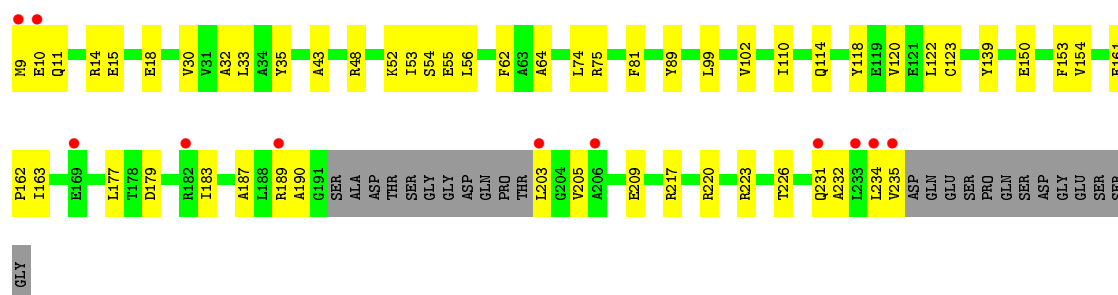 M9 E10 Q11 R14 E15 E18 V30 V31 A32 L33 A34 Y35 A43 R48 K52 I53 S54 E55 L56 F62 A63 A64 L74 R75 F81 Y89 L99 V102 I110 Q114 Y118 E119 V120 E121 L122 C123 Y139 E150 F153 V154
P162 I163 E169 L177 T178 D179 R182 I183 A187 L188 R189 A190 G191 SER ALA ASP THR SER GLY GLY ASP GLN PRO THR L203 G204 V205 A206 E209 R217 R220 R223 T226 Q231 A232 L233 L234 V235 ASP GLN GLU SER PRO GLN SER ASP GLY GLU SER SER
GLY